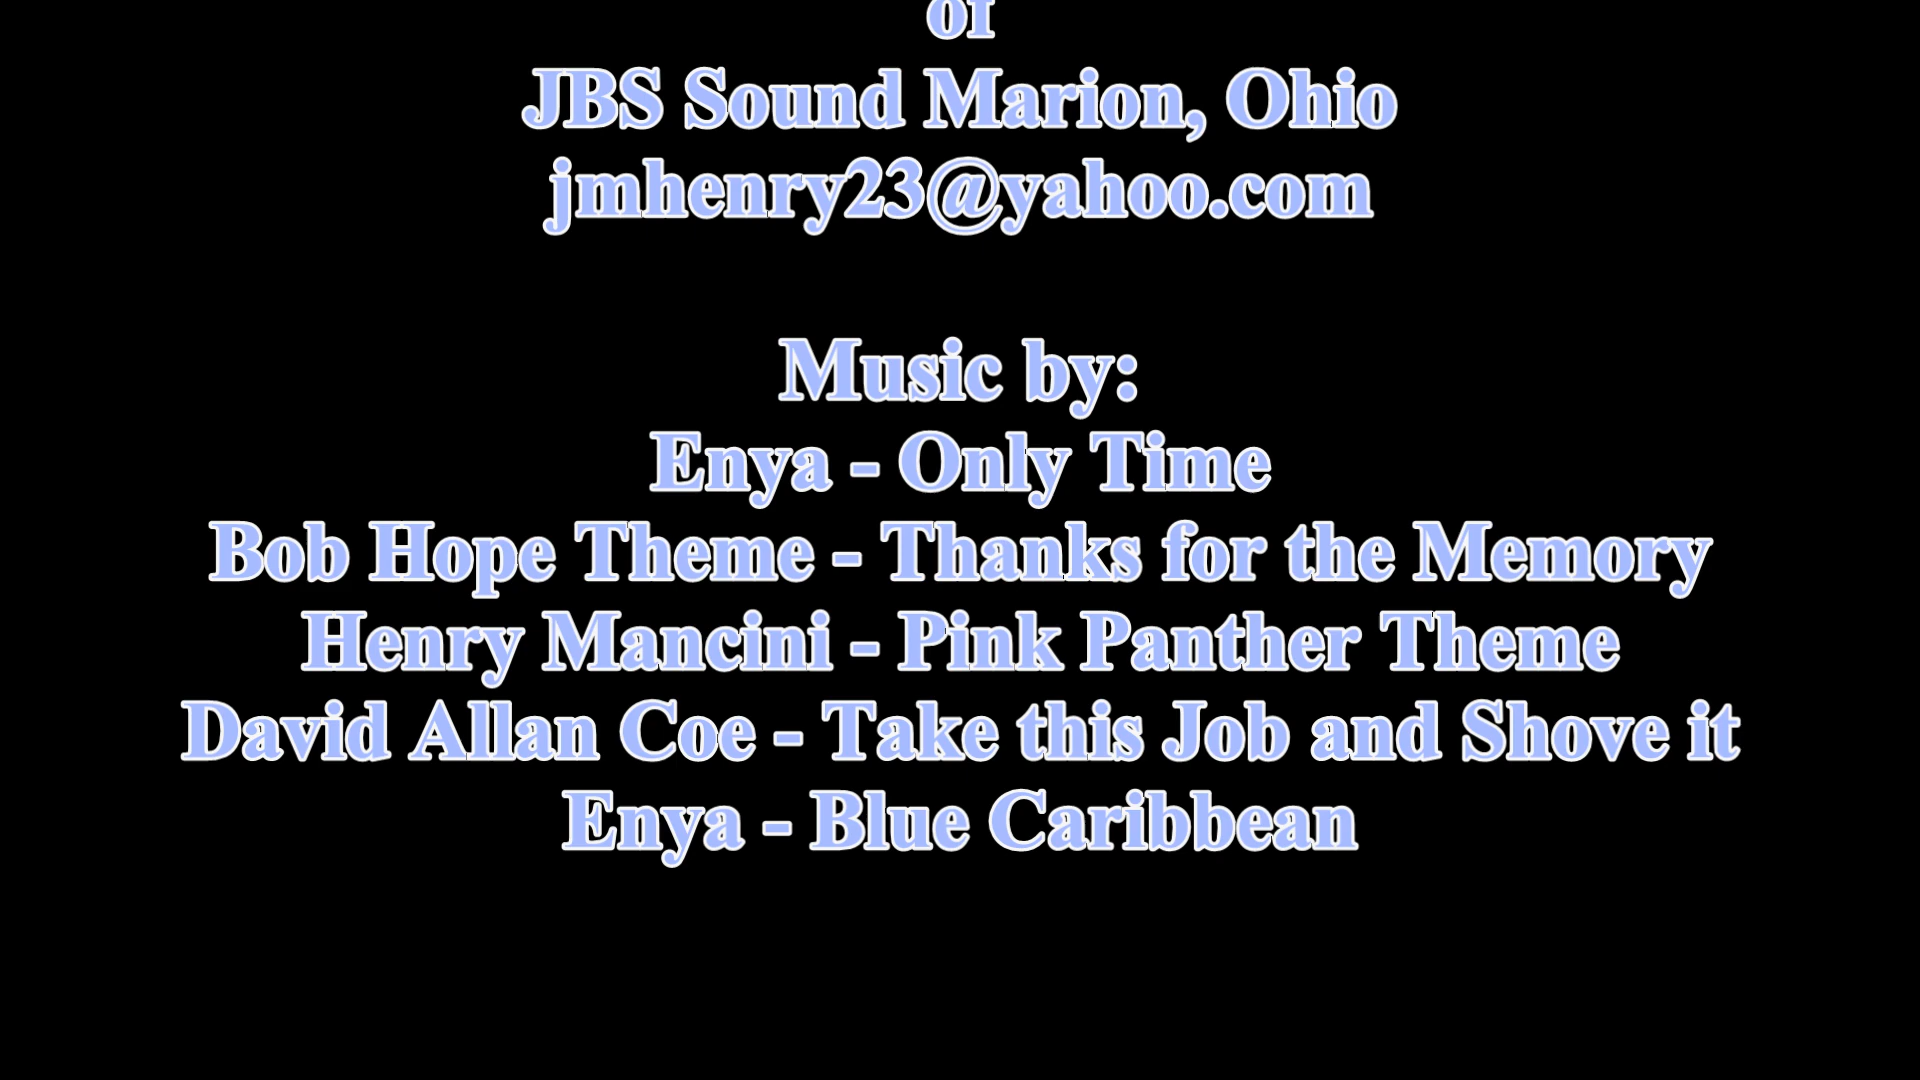 of
JBS Sound Marion, Ohio
jmhenry23@yahoo.com
Music by:
Enya - Only Time
Bob Hope Theme - Thanks for the Memory
Henry Mancini - Pink Panther Theme
David Allan Coe - Take this Job and Shove it
Enya - Blue Caribbean